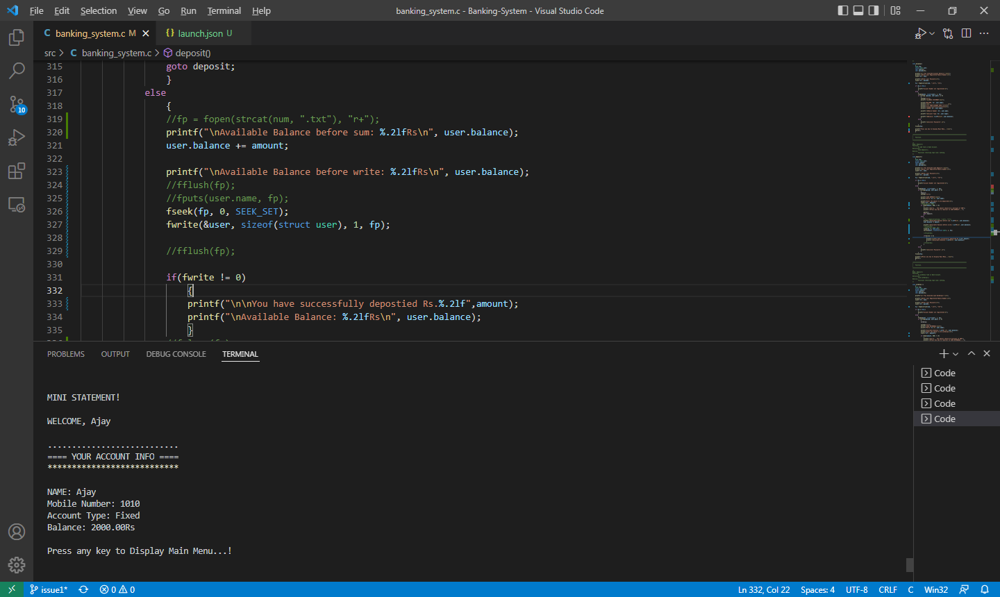 File Edit Selection View Go Run Terminal Help banking_system.c - Banking-System - Visual Studio Code
C banking_system.c M launch.json U
src > C banking_system.c > deposit()
315 goto deposit;
316 }
317 else
318 {
319 //fp = fopen(strcat(num, ".txt"), "r+");
320 printf("\nAvailable Balance before sum: %.2lfRs\n", user.balance);
321 user.balance += amount;
322
323 printf("\nAvailable Balance before write: %.2lfRs\n", user.balance);
324 //fflush(fp);
325 //fputs(user.name, fp);
326 fseek(fp, 0, SEEK_SET);
327 fwrite(&user, sizeof(struct user), 1, fp);
328
329 //fflush(fp);
330
331 if(fwrite != 0)
332 {
333 printf("\n\nYou have successfully depostied Rs.%.2lf",amount);
334 printf("\nAvailable Balance: %.2lfRs\n", user.balance);
335 }
10
PROBLEMS OUTPUT DEBUG CONSOLE TERMINAL
MINI STATEMENT!
WELCOME, Ajay
...........................
==== YOUR ACCOUNT INFO ====
***************************
NAME: Ajay
Mobile Number: 1010
Account Type: Fixed
Balance: 2000.00Rs
Press any key to Display Main Menu...!
Code
Code
Code
Code
issue1* 0 0 Ln 332, Col 22 Spaces: 4 UTF-8 CRLF C Win32